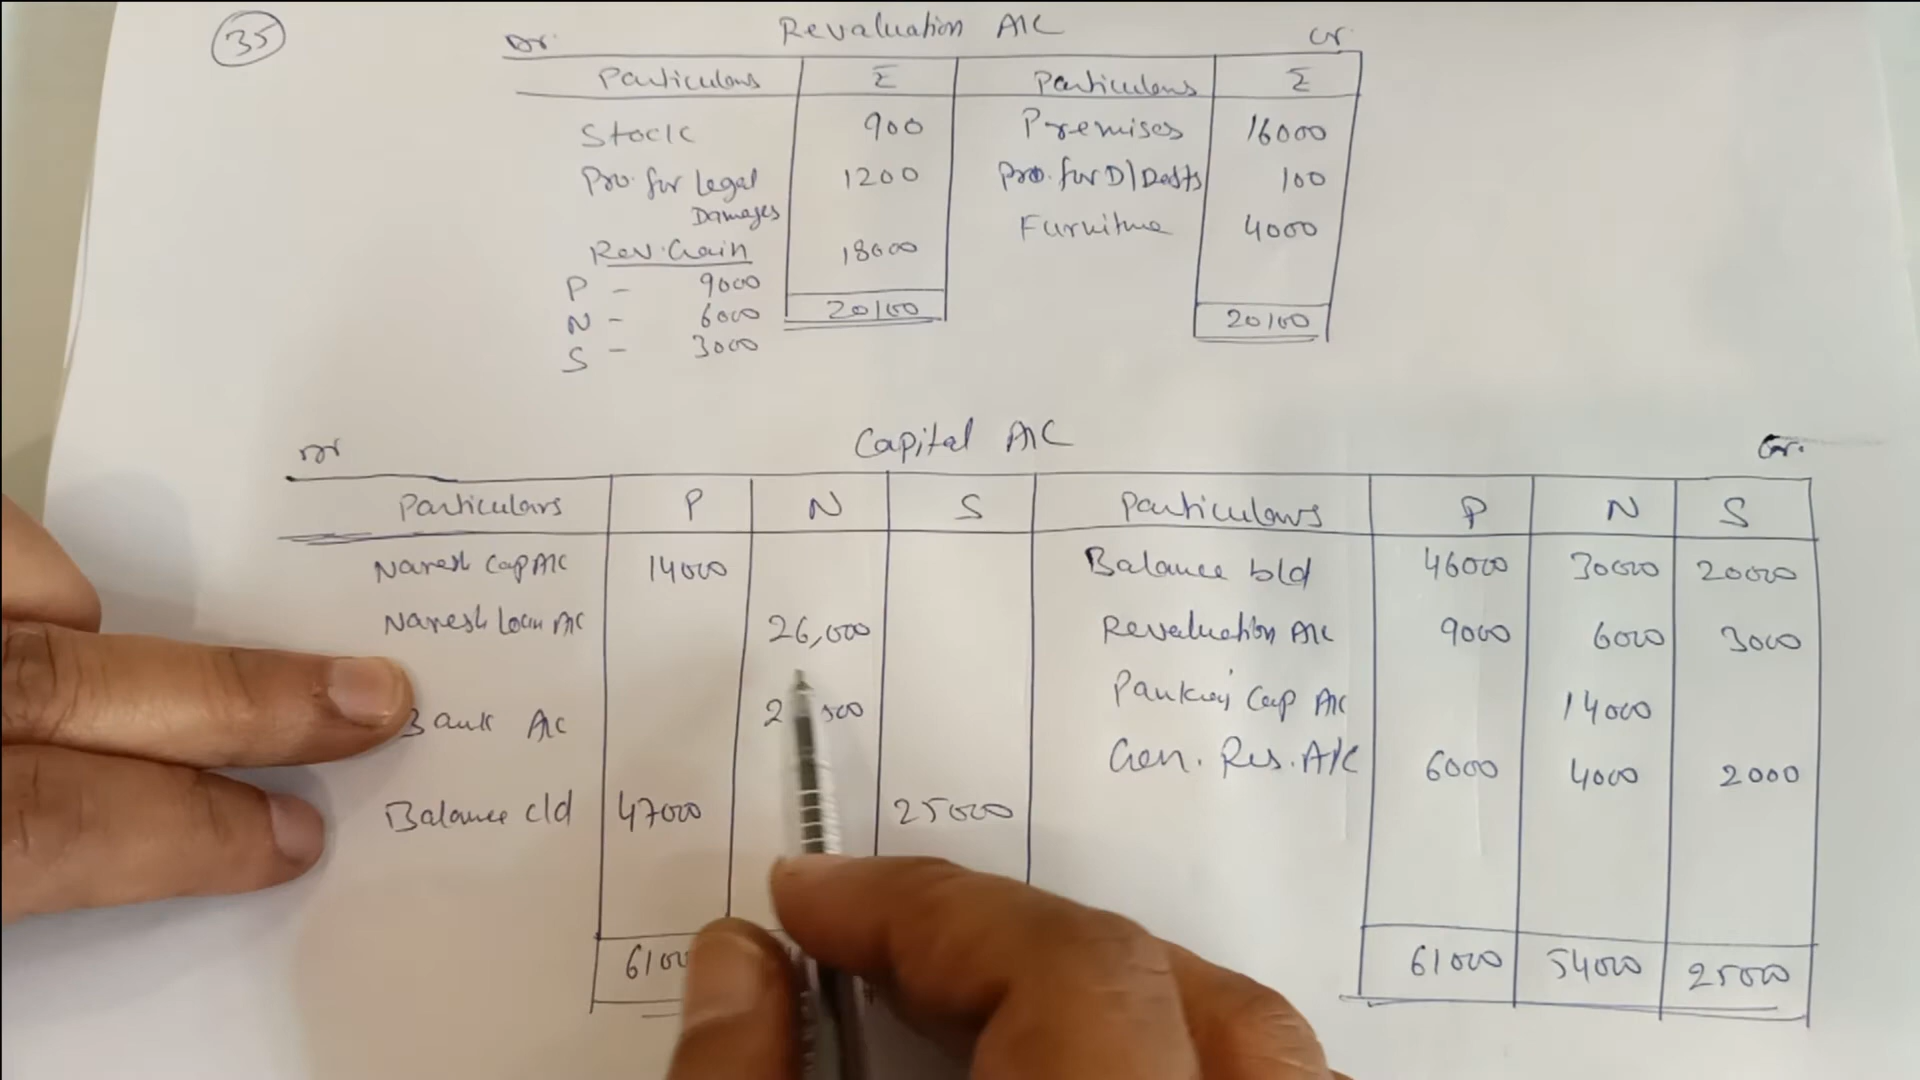 35
Revaluation A/C
Dr. Cr.
Particulars ₹ Particulars ₹
Stock 900 Premises 16000
Pro. for Legal 1200 Pro. for D/Debts 100
Damages
Furniture 4000
Rev. Gain 18000
P - 9000
N - 6000 20100 20100
S - 3000
Capital A/C
Dr Cr.
Particulars P N S Particulars P N S
Naresh Cap A/C 14000 Balance b/d 46000 30000 20000
Naresh Loan A/C 26,000 Revaluation A/C 9000 6000 3000
Pankaj Cap A/C 14000
Bank A/C
Gen. Res. A/C 6000 4000 2000
Balance c/d 47000 25000
61000 54000 25000